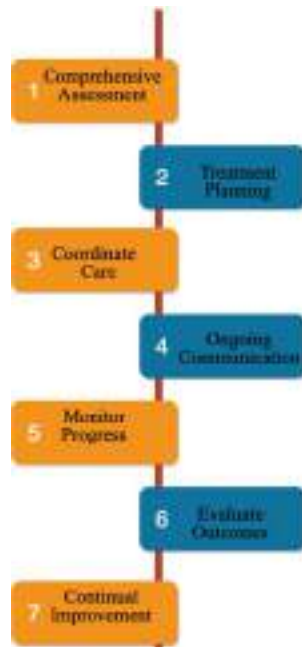 1 Comprehensive
Assessment
2 Treatment
Planning
3 Coordinate
Care
4 Ongoing
Communication
5 Monitor
Progress
6 Evaluate
Outcomes
7 Continual
Improvement